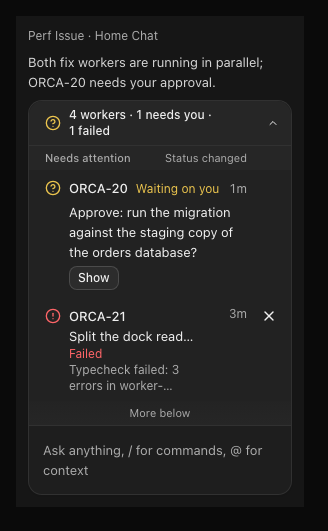 Perf Issue · Home Chat
Both fix workers are running in parallel;
ORCA-20 needs your approval.
4 workers · 1 needs you ·
1 failed
Needs attention Status changed
ORCA-20 Waiting on you 1m
Approve: run the migration
against the staging copy of
the orders database?
Show
ORCA-21 3m
Split the dock read...
Failed
Typecheck failed: 3
errors in worker-...
More below
Ask anything, / for commands, @ for
context